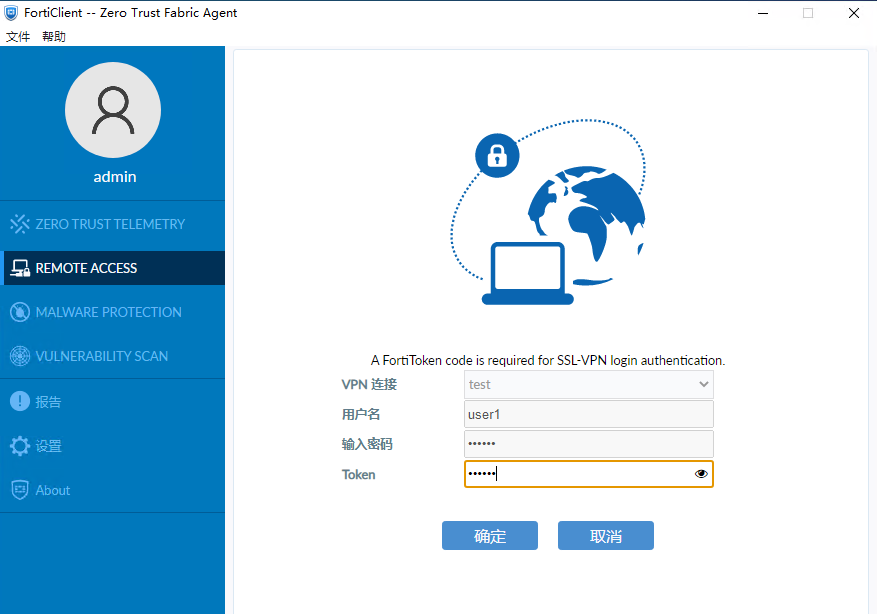 FortiClient -- Zero Trust Fabric Agent
文件 帮助
admin
ZERO TRUST TELEMETRY
REMOTE ACCESS
MALWARE PROTECTION
VULNERABILITY SCAN
报告
设置
About
A FortiToken code is required for SSL-VPN login authentication.
VPN 连接 test
用户名 user1
输入密码 ••••••
Token ••••••
确定 取消